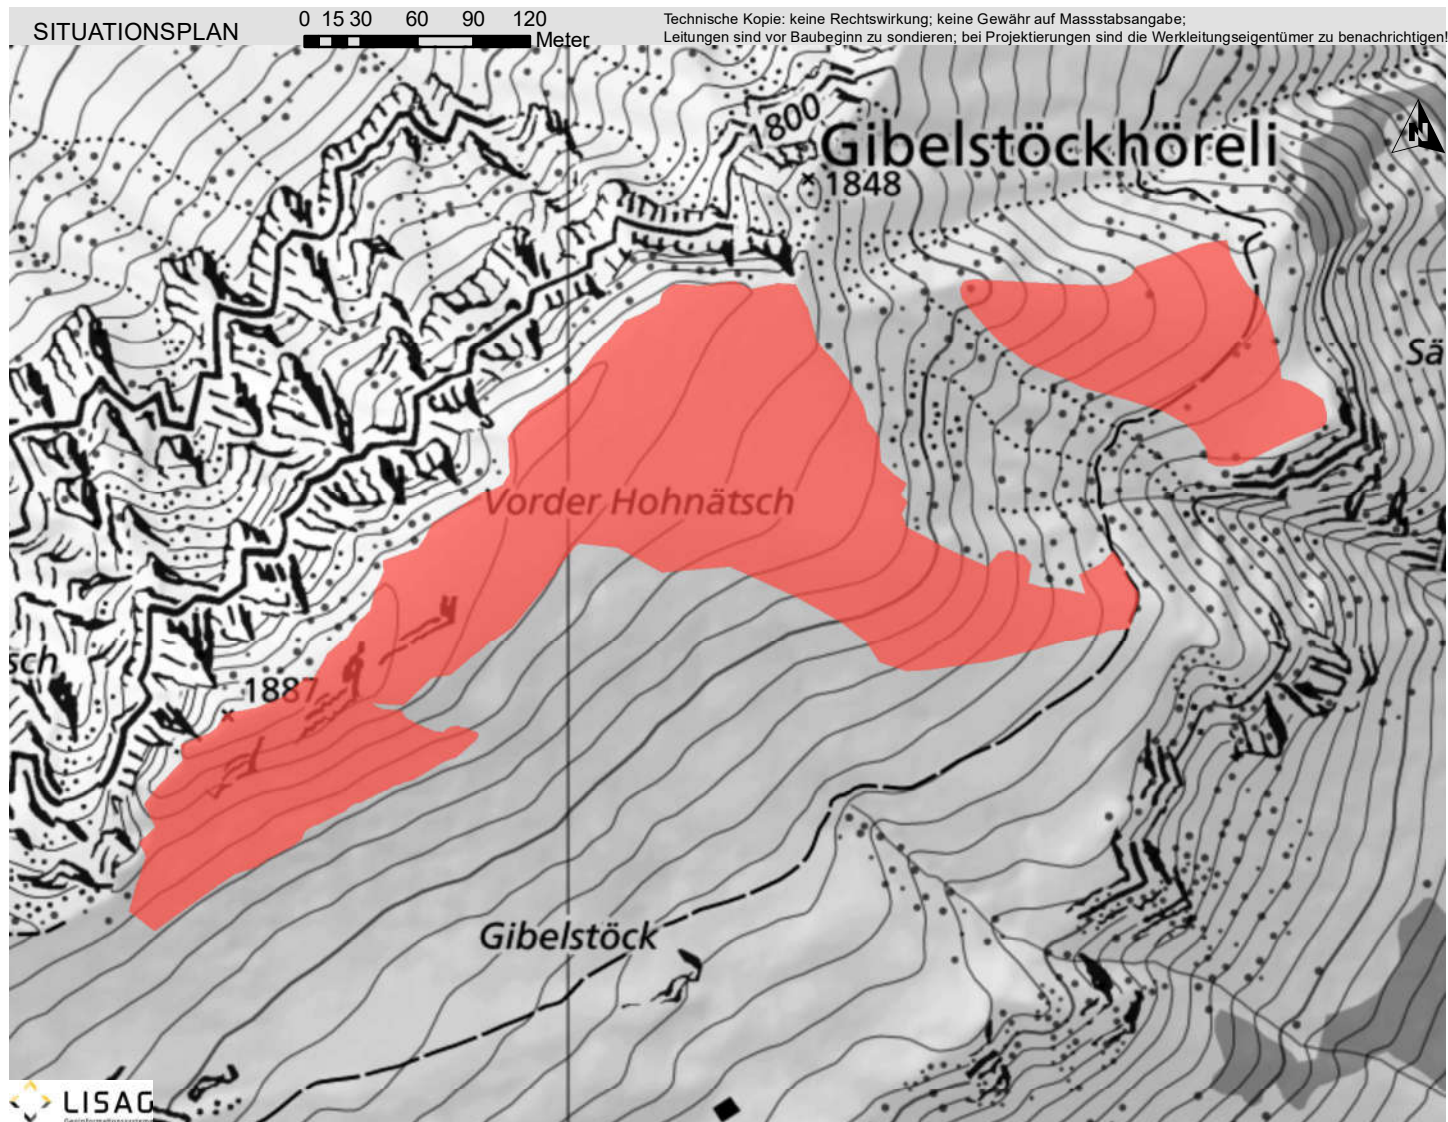 SITUATIONSPLAN
0 15 30 60 90 120
Meter
Technische Kopie: keine Rechtswirkung; keine Gewähr auf Massstabsangabe;
Leitungen sind vor Baubeginn zu sondieren; bei Projektierungen sind die Werkleitungseigentümer zu benachrichtigen!
1800
Gibelstöckhöreli
N
1848
Sä
Vorder Hohnätsch
sch
1887
Gibelstöck
LISAG